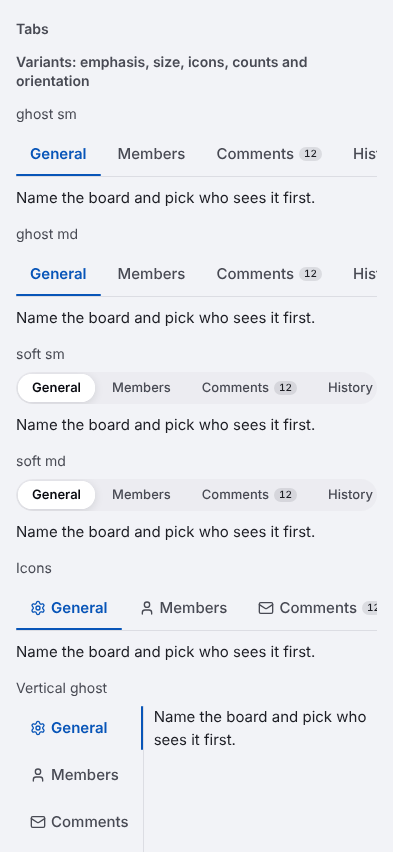 Tabs
Variants: emphasis, size, icons, counts and
orientation
ghost sm
General Members Comments 12 His
Name the board and pick who sees it first.
ghost md
General Members Comments 12 His
Name the board and pick who sees it first.
soft sm
General Members Comments 12 History
Name the board and pick who sees it first.
soft md
General Members Comments 12 History
Name the board and pick who sees it first.
Icons
General Members Comments 12
Name the board and pick who sees it first.
Vertical ghost
General
Members
Comments
Name the board and pick who
sees it first.